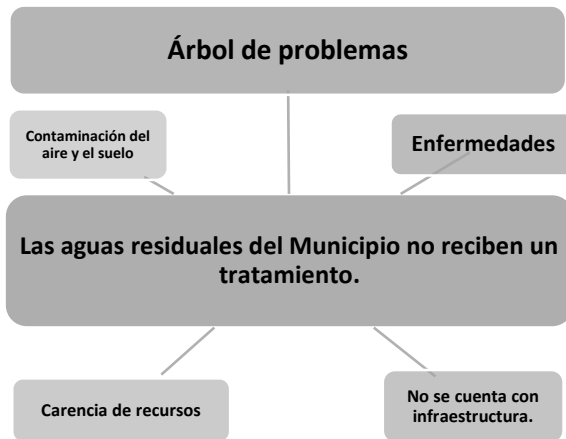 Árbol de problemas
Contaminación del
aire y el suelo
Enfermedades
Las aguas residuales del Municipio no reciben un
tratamiento.
Carencia de recursos
No se cuenta con
infraestructura.